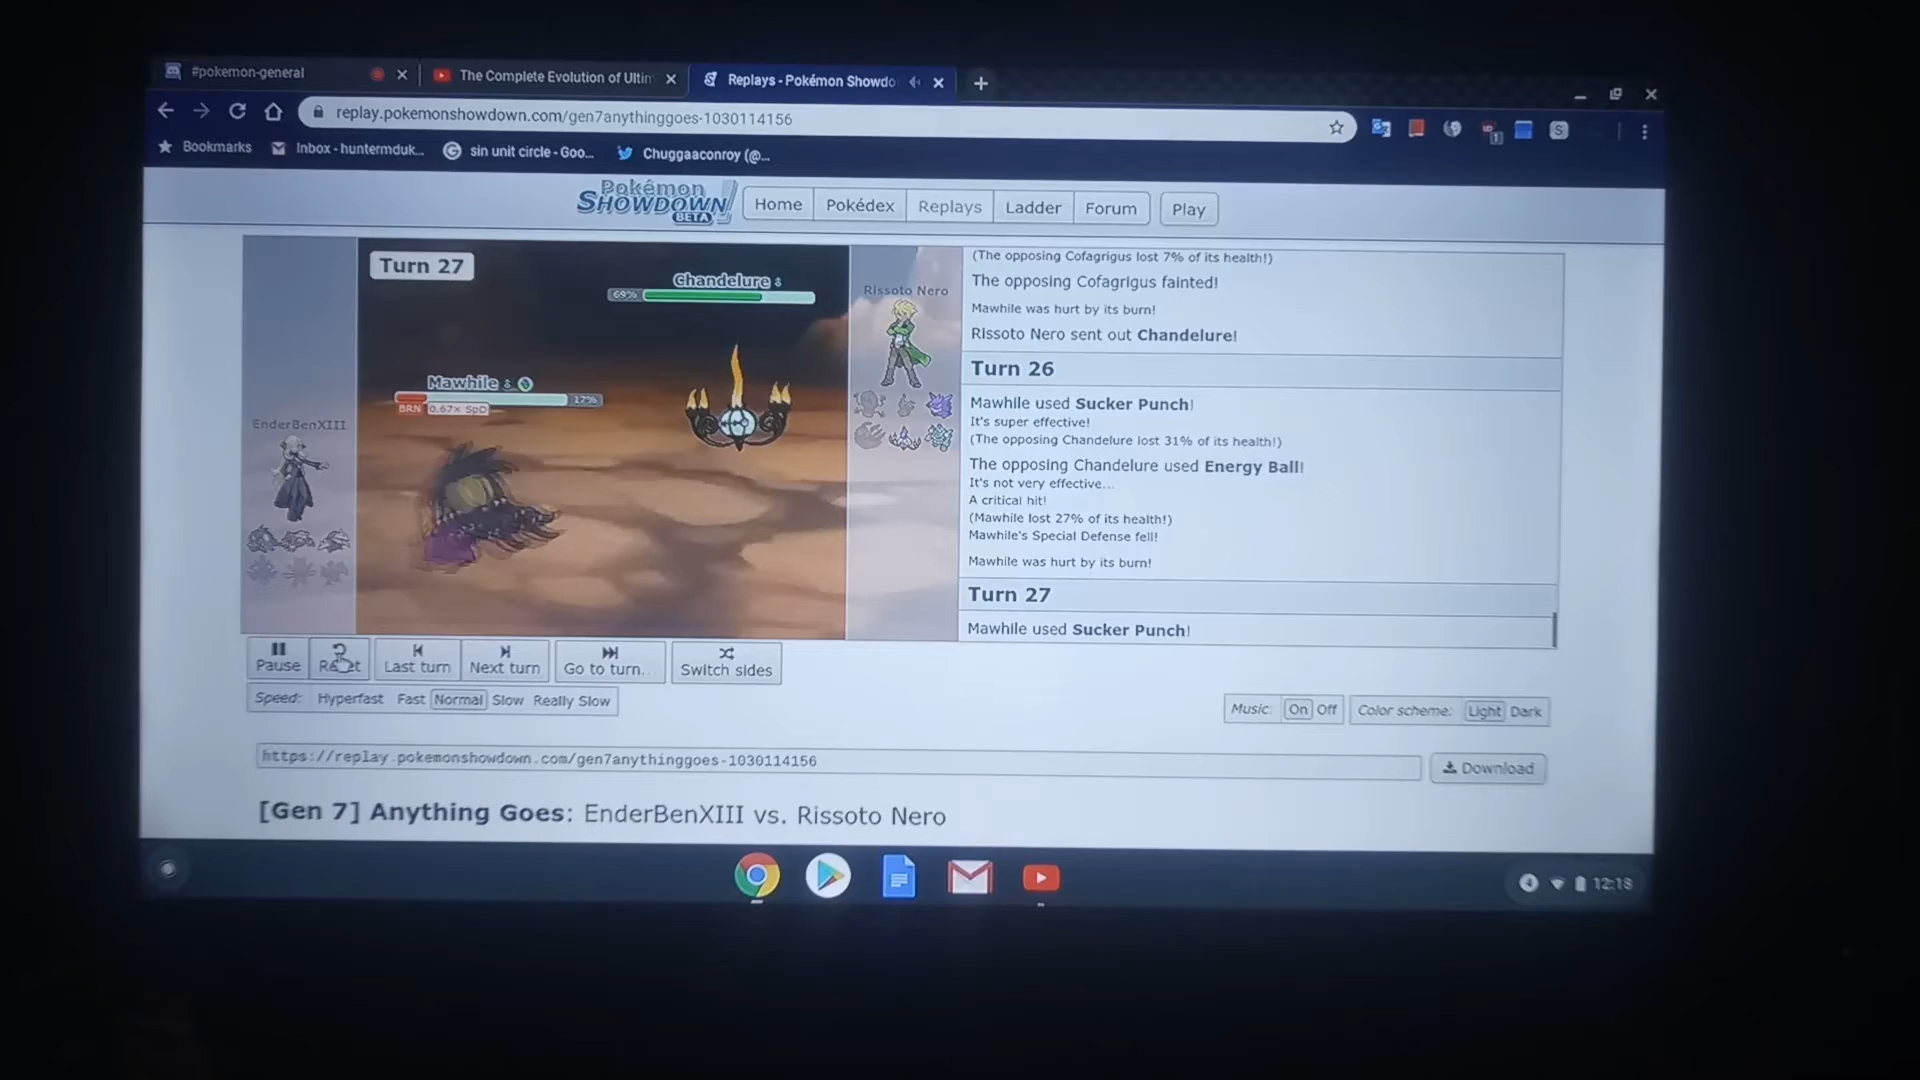 #pokemon-general
The Complete Evolution of Ultim
Replays - Pokémon Showdo
replay.pokemonshowdown.com/gen7anythinggoes-1030114156
Bookmarks
Inbox - huntermduk...
sin unit circle - Goo...
Chuggaaconroy (@...
Pokémon
SHOWDOWN
BETA
Home
Pokédex
Replays
Ladder
Forum
Play
Turn 27
Chandelure
69%
Mawhile
17%
BRN
0.67× SpD
EnderBenXIII
Rissoto Nero
(The opposing Cofagrigus lost 7% of its health!)
The opposing Cofagrigus fainted!
Mawhile was hurt by its burn!
Rissoto Nero sent out Chandelure!
Turn 26
Mawhile used Sucker Punch!
It's super effective!
(The opposing Chandelure lost 31% of its health!)
The opposing Chandelure used Energy Ball!
It's not very effective...
A critical hit!
(Mawhile lost 27% of its health!)
Mawhile's Special Defense fell!
Mawhile was hurt by its burn!
Turn 27
Mawhile used Sucker Punch!
Pause
Last turn
Next turn
Go to turn..
Switch sides
Speed: Hyperfast Fast Normal Slow Really Slow
Music: On Off
Color scheme: Light Dark
https://replay.pokemonshowdown.com/gen7anythinggoes-1030114156
Download
[Gen 7] Anything Goes: EnderBenXIII vs. Rissoto Nero
4
12:18